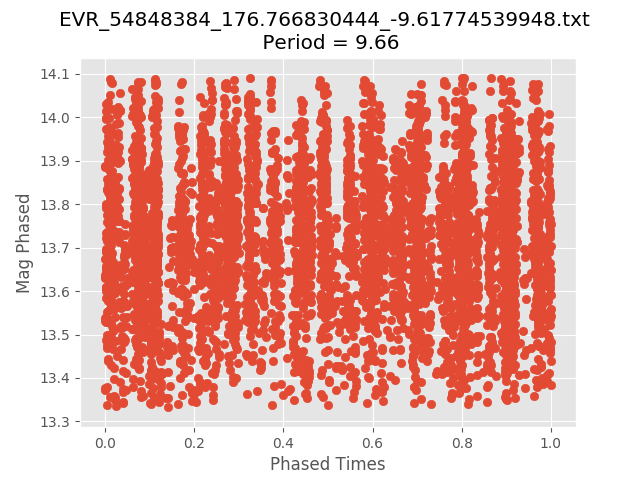 EVR_54848384_176.766830444_-9.61774539948.txt
Period = 9.66
14.1
14.0
13.9
13.8
13.7
13.6
13.5
13.4
13.3
Mag Phased
0.0 0.2 0.4 0.6 0.8 1.0
Phased Times